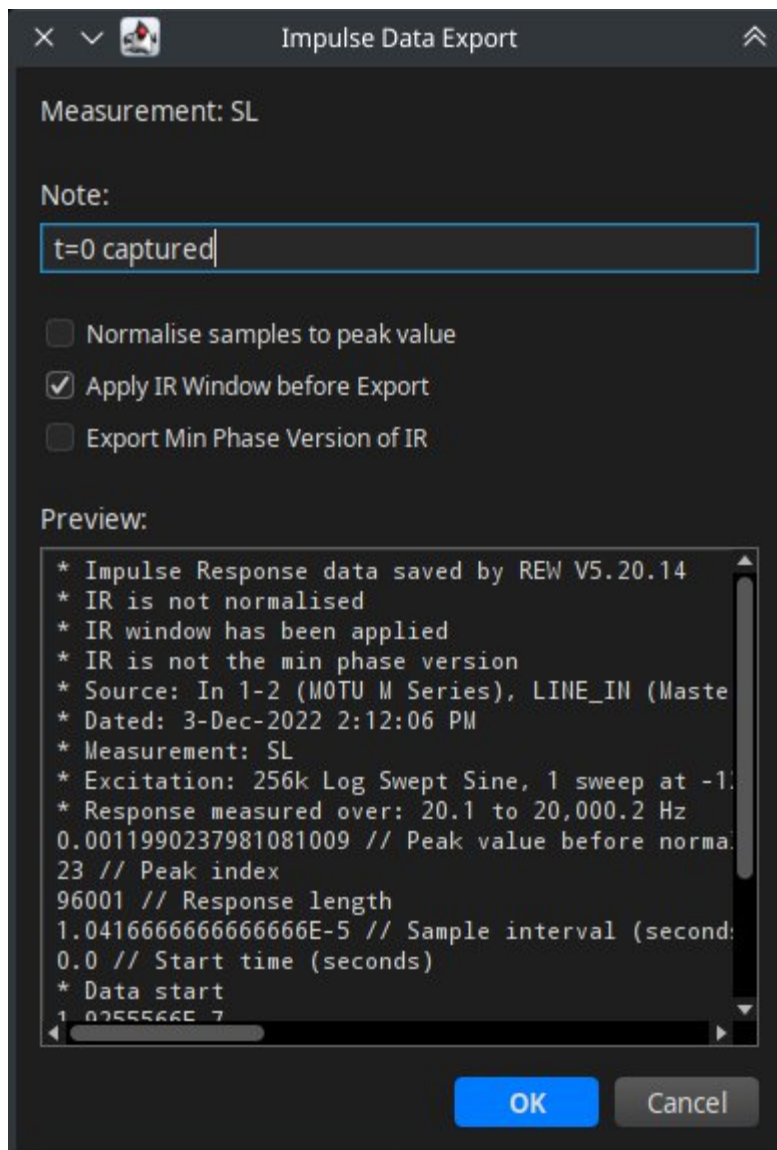 Impulse Data Export
Measurement: SL
Note:
t=0 captured
Normalise samples to peak value
Apply IR Window before Export
Export Min Phase Version of IR
Preview:
* Impulse Response data saved by REW V5.20.14
* IR is not normalised
* IR window has been applied
* IR is not the min phase version
* Source: In 1-2 (MOTU M Series), LINE_IN (Maste
* Dated: 3-Dec-2022 2:12:06 PM
* Measurement: SL
* Excitation: 256k Log Swept Sine, 1 sweep at -12
* Response measured over: 20.1 to 20,000.2 Hz
0.0011990237981081009 // Peak value before normal
23 // Peak index
96001 // Response length
1.0416666666666666E-5 // Sample interval (seconds
0.0 // Start time (seconds)
* Data start
1.9255566E-7
OK
Cancel